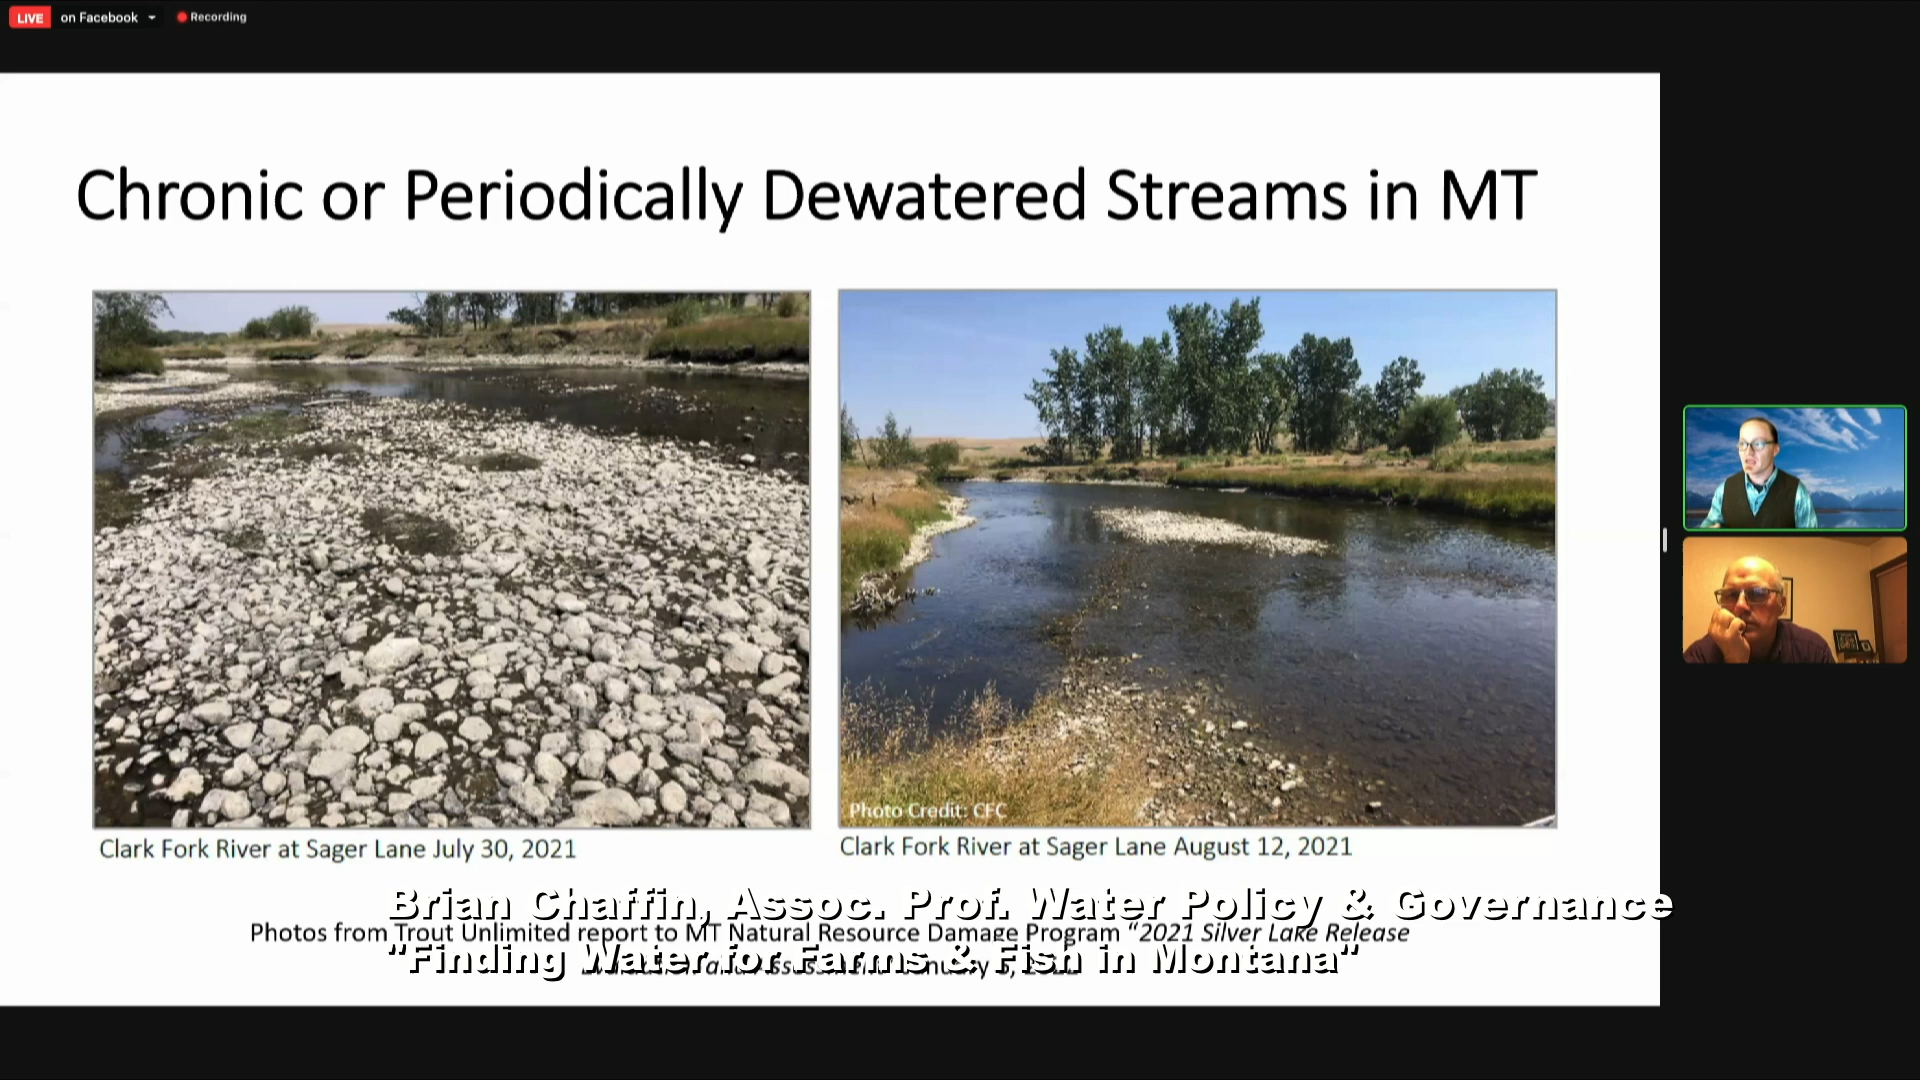 LIVE on Facebook Recording
Chronic or Periodically Dewatered Streams in MT
Photo Credit: CFC
Clark Fork River at Sager Lane July 30, 2021
Clark Fork River at Sager Lane August 12, 2021
Brian Chaffin, Assoc. Prof. Water Policy & Governance
Photos from Trout Unlimited report to MT Natural Resource Damage Program “2021 Silver Lake Release
"Finding Water for Farms & Fish in Montana"